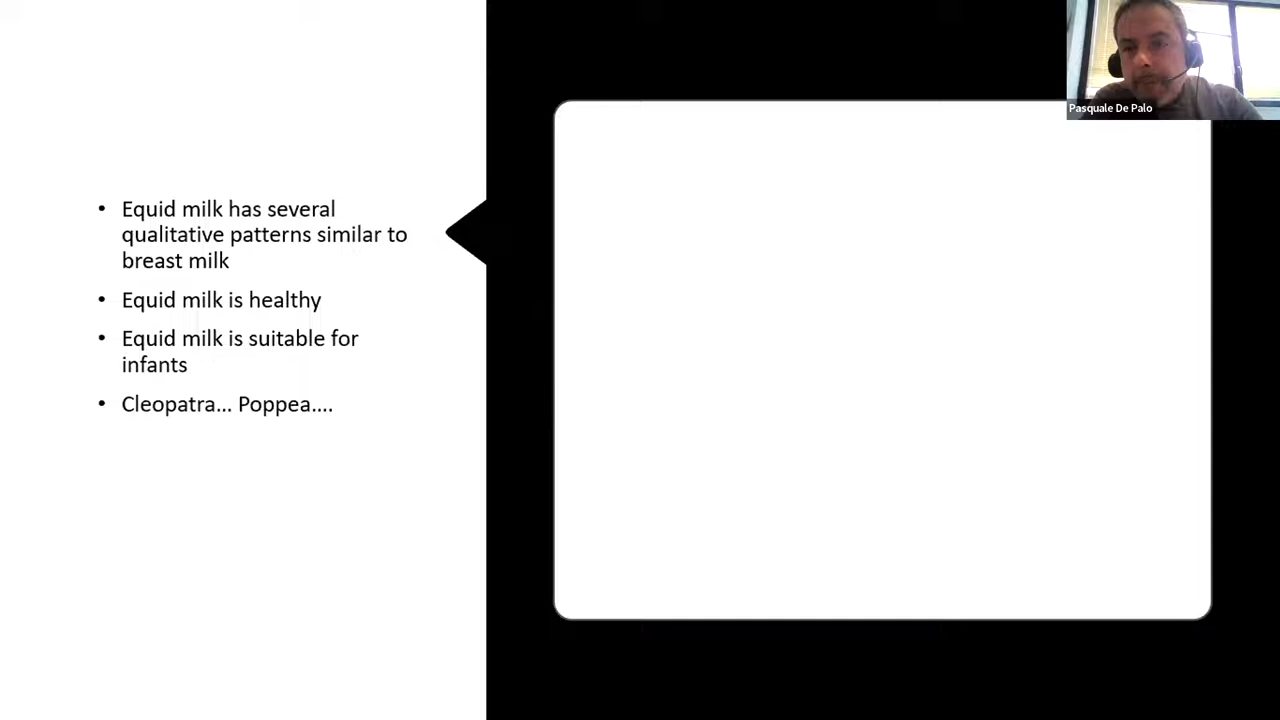 • Equid milk has several
qualitative patterns similar to
breast milk
• Equid milk is healthy
• Equid milk is suitable for
infants
• Cleopatra... Poppea....
Pasquale De Palo